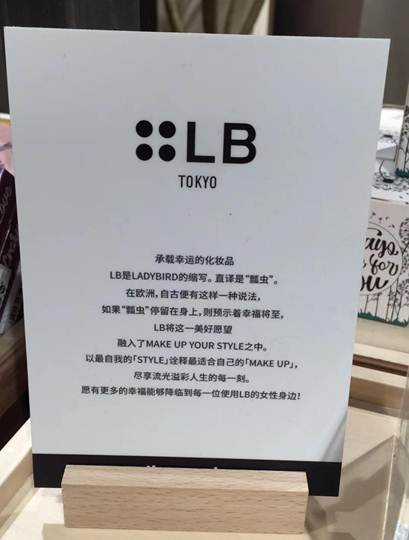 LB
TOKYO
承载幸运的化妆品
LB是LADYBIRD的缩写。直译是“瓢虫”。
在欧洲，自古便有这样一种说法，
如果“瓢虫”停留在身上，则预示着幸福将至，
LB将这一美好愿望
融入了MAKE UP YOUR STYLE之中。
以最自我的「STYLE」诠释最适合自己的「MAKE UP」，
尽享流光溢彩人生的每一刻。
愿有更多的幸福能够降临到每一位使用LB的女性身边！
for
you